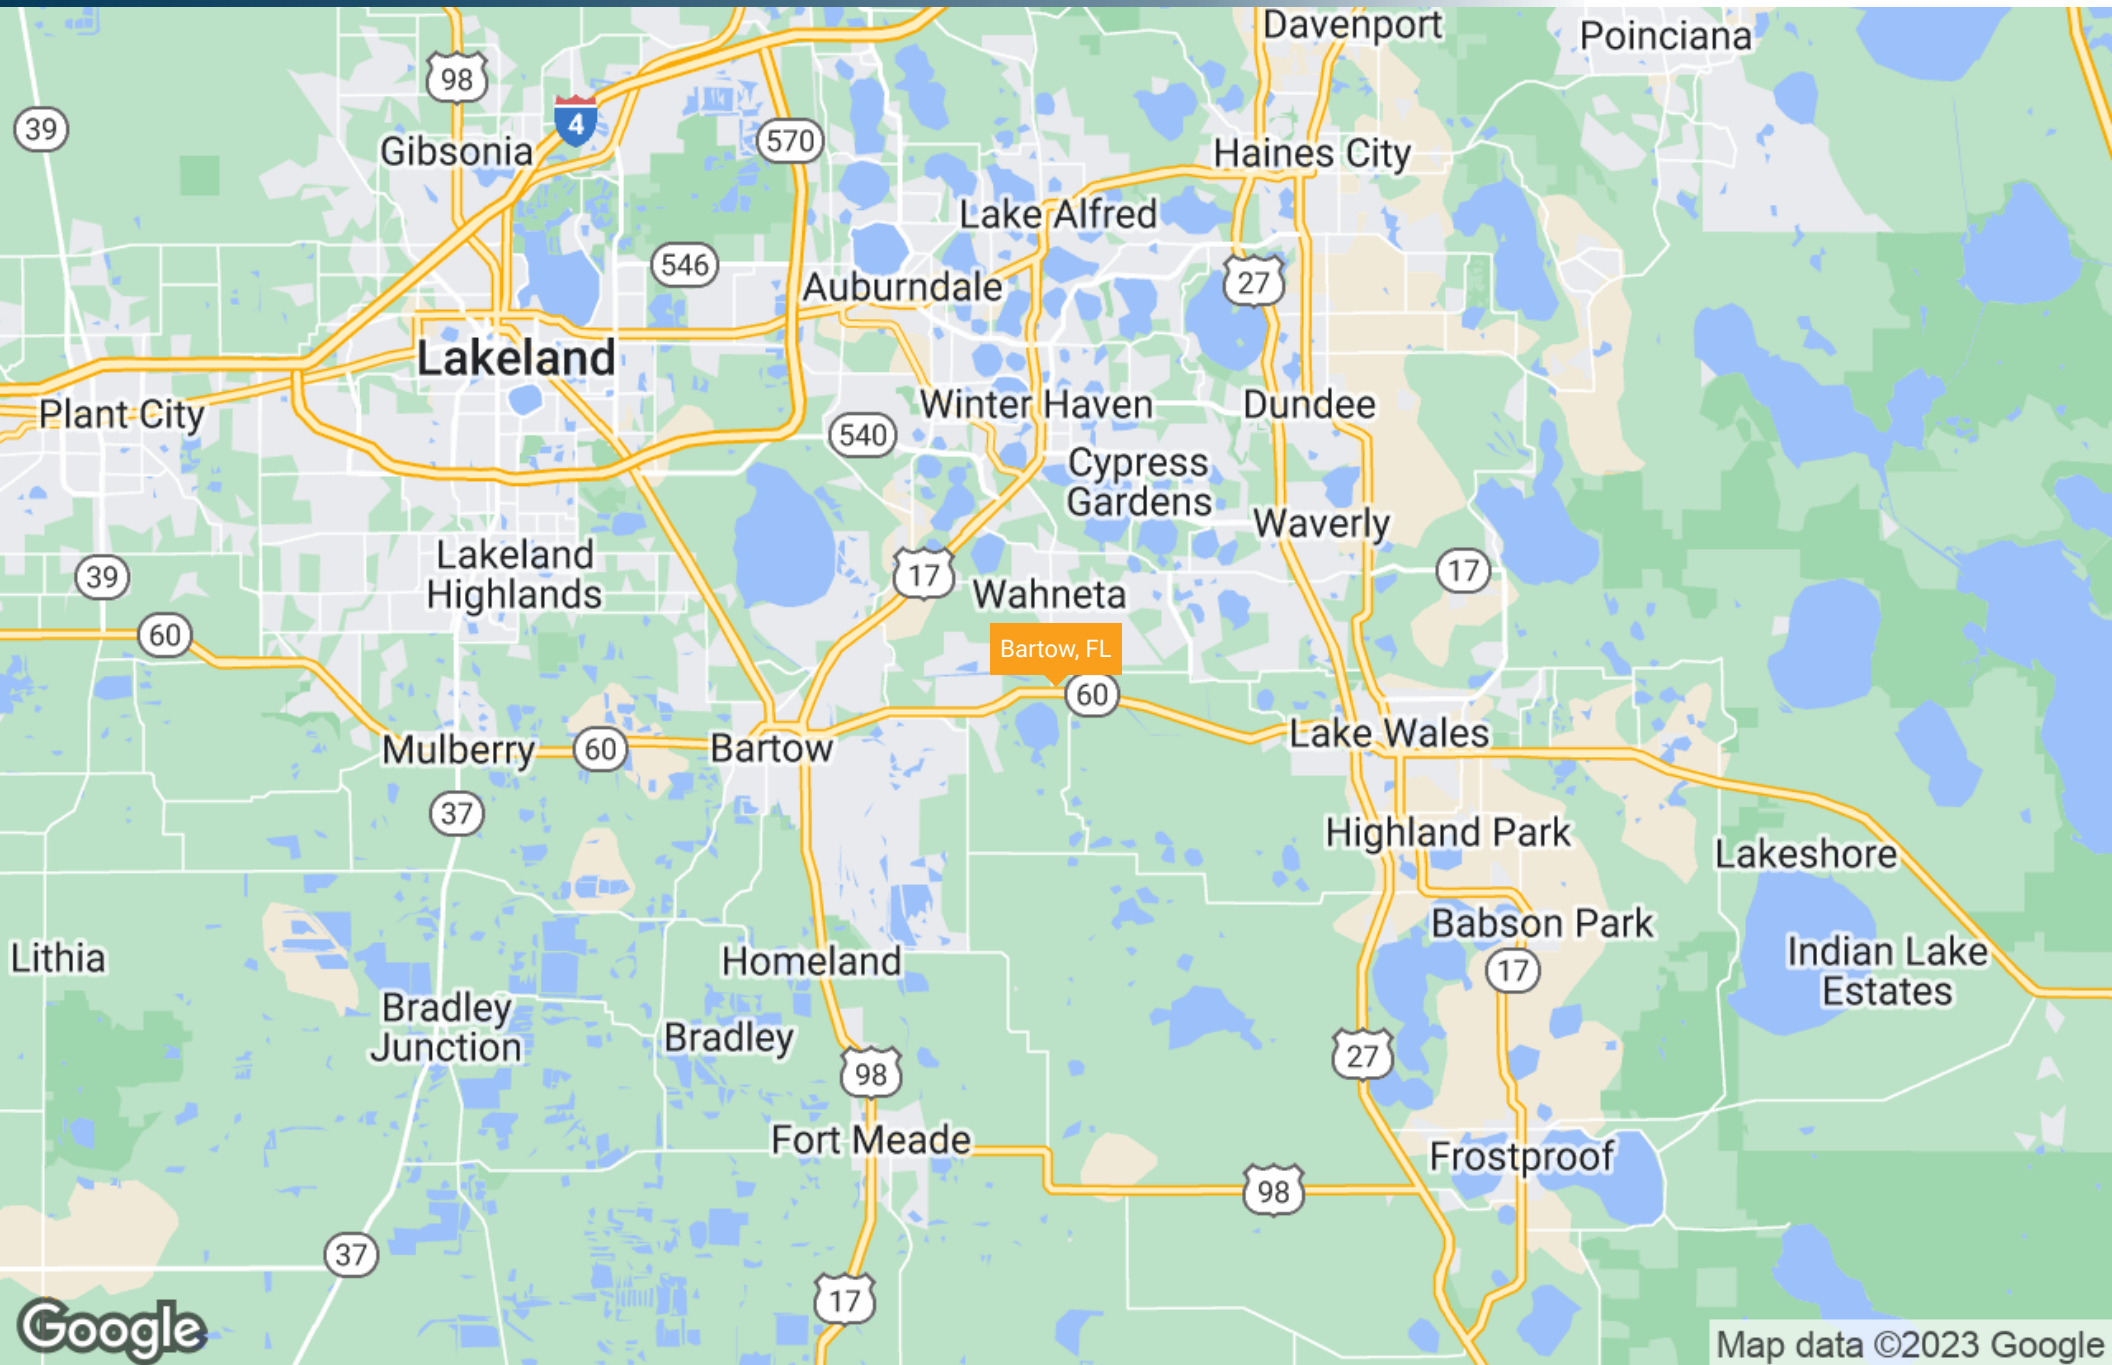 Davenport
Poinciana
98
39
4
570
Gibsonia
Haines City
Lake Alfred
546
27
Auburndale
Lakeland
Plant City
Winter Haven
Dundee
540
Cypress
Gardens
Waverly
Lakeland
Highlands
39
17
17
Wahneta
60
Bartow, FL
60
Mulberry
60
Bartow
Lake Wales
37
Highland Park
Lakeshore
Babson Park
Lithia
Homeland
17
Indian Lake
Estates
Bradley
Junction
Bradley
27
98
Fort Meade
Frostproof
98
37
17
Google
Map data ©2023 Google